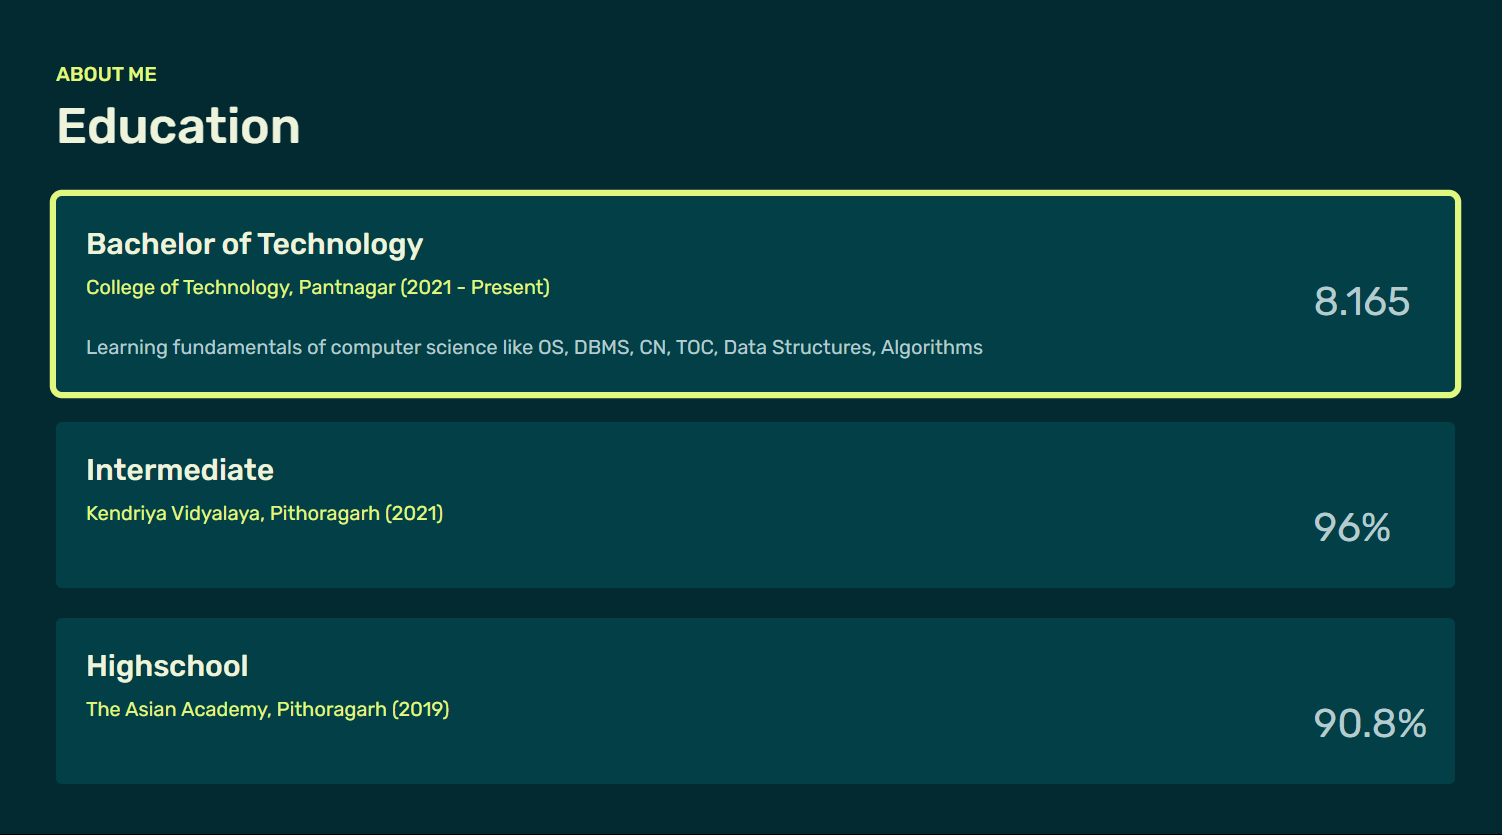 ABOUT ME
Education
Bachelor of Technology
College of Technology, Pantnagar (2021 - Present)
8.165
Learning fundamentals of computer science like OS, DBMS, CN, TOC, Data Structures, Algorithms
Intermediate
Kendriya Vidyalaya, Pithoragarh (2021)
96%
Highschool
The Asian Academy, Pithoragarh (2019)
90.8%